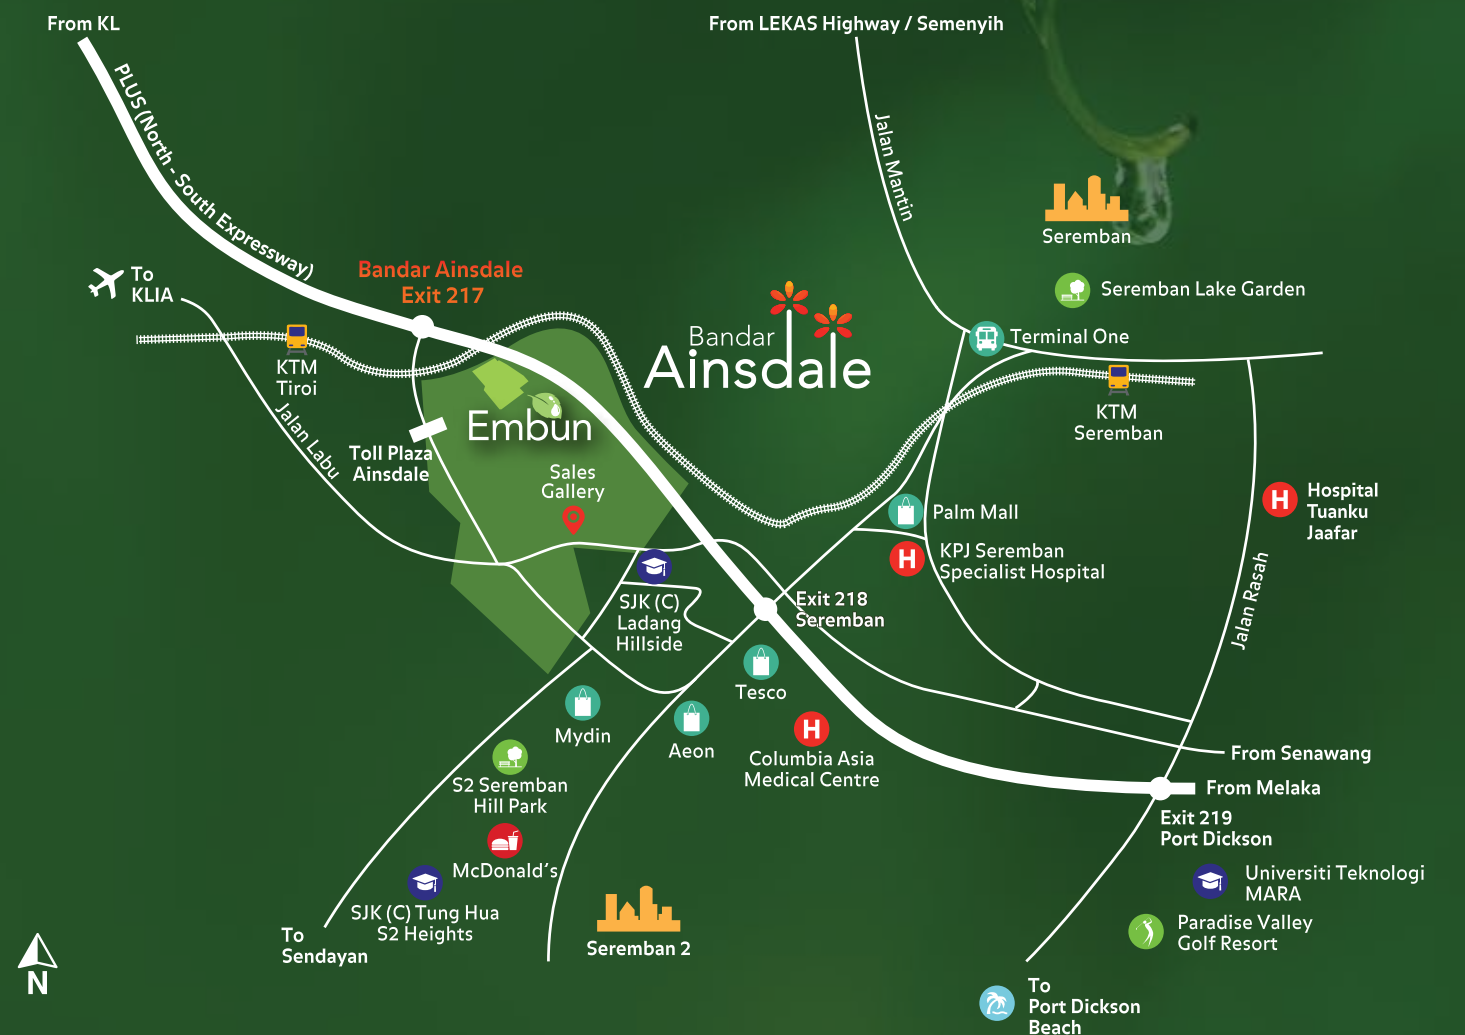 From KL
From LEKAS Highway / Semenyih
PLUS (North - South Expressway)
Jalan Mantin
Seremban
Seremban Lake Garden
To
KLIA
Bandar Ainsdale
Exit 217
Bandar
Ainsdale
Terminal One
KTM
Tiroi
KTM
Seremban
Jalan Labu
Toll Plaza
Ainsdale
Embun
Sales
Gallery
Palm Mall
H
KPJ Seremban
Specialist Hospital
H
Hospital
Tuanku
Jaafar
Jalan Rasah
SJK (C)
Ladang
Hillside
Exit 218
Seremban
Tesco
Mydin
Aeon
H
Columbia Asia
Medical Centre
S2 Seremban
Hill Park
McDonald's
SJK (C) Tung Hua
S2 Heights
To
Sendayan
Seremban 2
From Senawang
From Melaka
Exit 219
Port Dickson
Universiti Teknologi
MARA
Paradise Valley
Golf Resort
To
Port Dickson
Beach
N